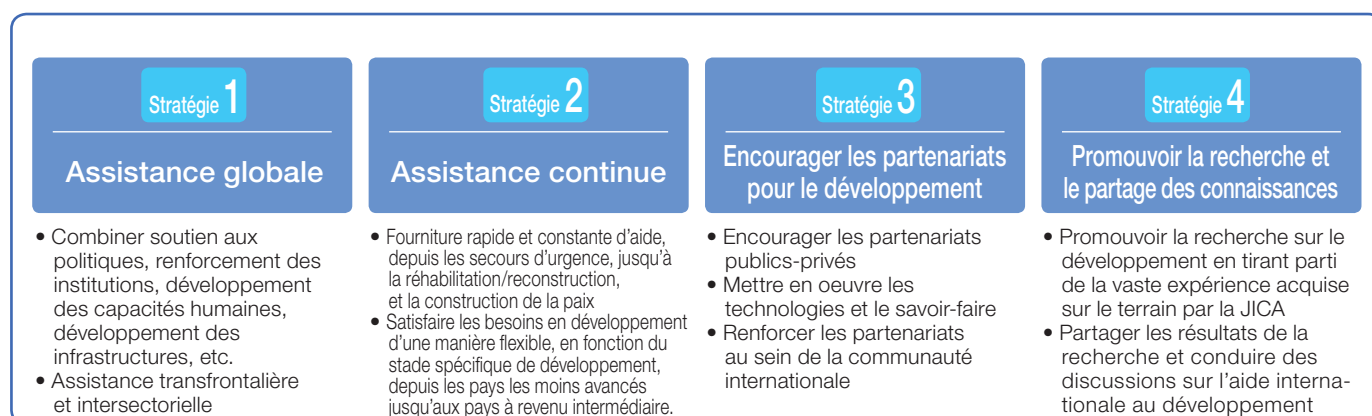 Stratégie 1
Assistance globale
• Combiner soutien aux
politiques, renforcement des
institutions, développement
des capacités humaines,
développement des
infrastructures, etc.
• Assistance transfrontalière
et intersectorielle
Stratégie 2
Assistance continue
• Fourniture rapide et constante d'aide,
depuis les secours d'urgence, jusqu'à
la réhabilitation/reconstruction,
et la construction de la paix
• Satisfaire les besoins en développement
d'une manière flexible, en fonction du
stade spécifique de développement,
depuis les pays les moins avancés
jusqu'aux pays à revenu intermédiaire.
Stratégie 3
Encourager les partenariats
pour le développement
• Encourager les partenariats
publics-privés
• Mettre en oeuvre les
technologies et le savoir-faire
• Renforcer les partenariats
au sein de la communauté
internationale
Stratégie 4
Promouvoir la recherche et
le partage des connaissances
• Promouvoir la recherche sur le
développement en tirant parti
de la vaste expérience acquise
sur le terrain par la JICA
• Partager les résultats de la
recherche et conduire des
discussions sur l'aide interna-
tionale au développement